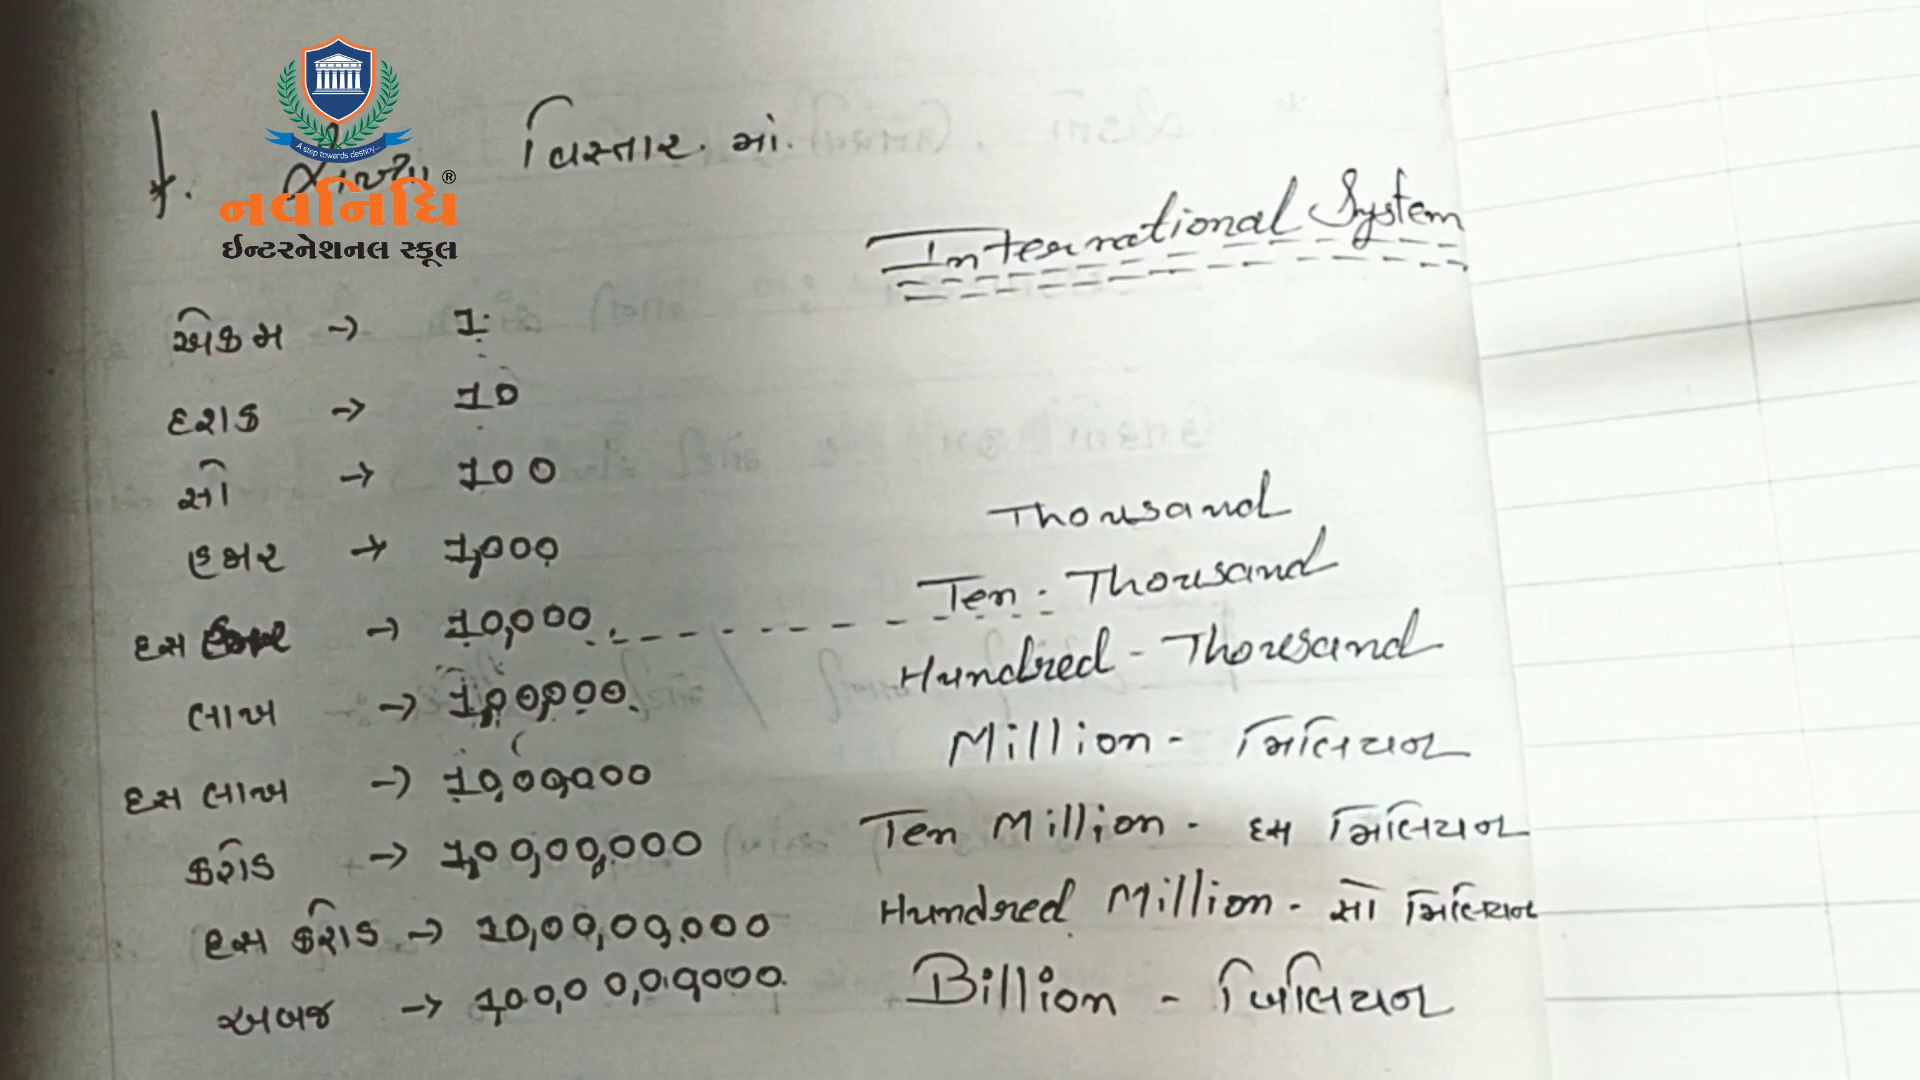 A step towards destiny...
નવનિધિ ®
ઈન્ટરનેશનલ સ્કૂલ
વિસ્તાર. માં.
International System
એકમ → 1
દશક → 10
સો → 100
હજાર → 1,000 Thousand
દસ હજાર → 10,000 Ten - Thousand
લાખ → 1,00,000 Hundred - Thousand
દસ લાખ → 10,00,000 Million - મિલિયન
કરોડ → 1,00,00,000 Ten Million - દસ મિલિયન
દસ કરોડ → 10,00,00,000 Hundred Million - સો મિલિયન
અબજ → 1,00,00,00,000 Billion - બિલિયન